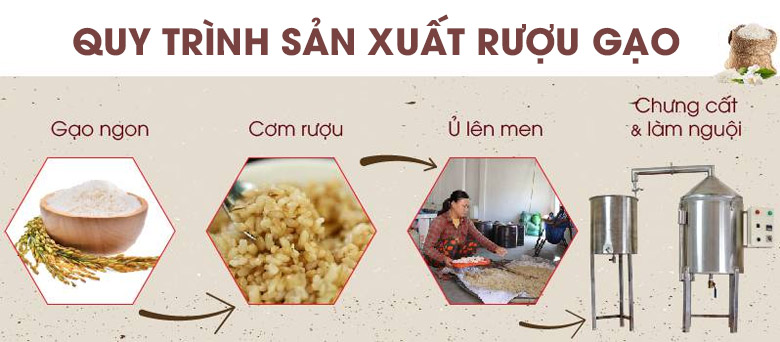 QUY TRÌNH SẢN XUẤT RƯỢU GẠO
Gạo ngon
Cơm rượu
Ủ lên men
Chưng cất
& làm nguội